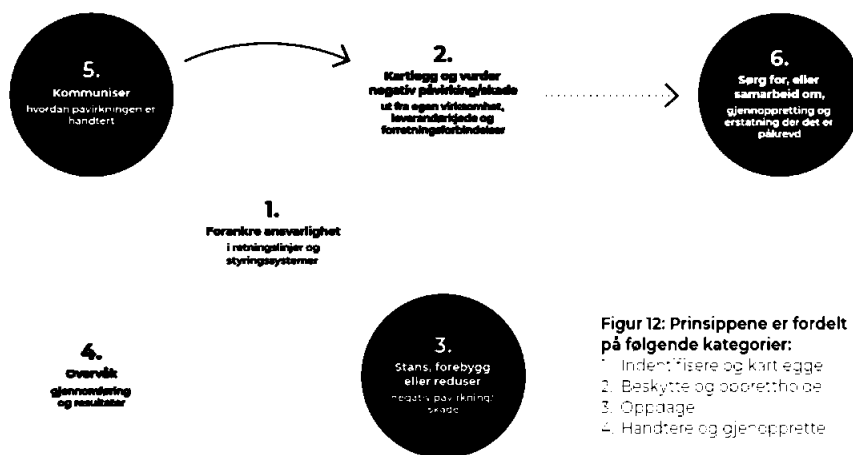 5.
Kommuniser
hvordan påvirkningen er
håndtert
2.
Kartlegg og vurder
negativ påvirking/skade
ut fra egen virksomhet,
leverandørkjede og
forretningsforbindelser
6.
Sørg for, eller
samarbeid om,
gjenoppretting og
erstatning der det er
påkrevd
1.
Forankre ansvarlighet
i retningslinjer og
styringssystemer
4.
Overvåk
gjennomføring
og resultater
3.
Stans, forebygg
eller reduser
negativ påvirkning/
skade
Figur 12: Prinsippene er fordelt
på følgende kategorier:
1. Indentifisere og kartlegge
2. Beskytte og opprettholde
3. Oppdage
4. Håndtere og gjenopprette